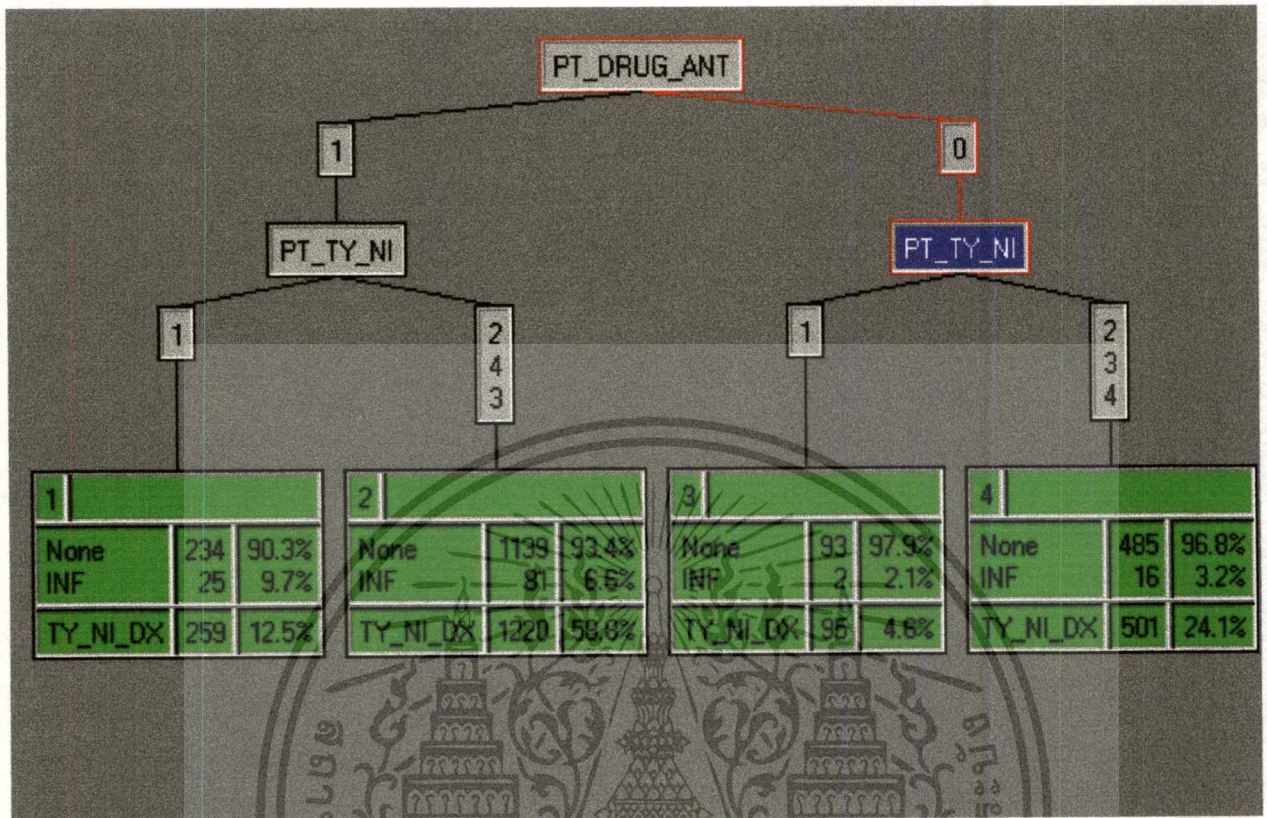 PT_DRUG_ANT
1
0
PT_TY_NI
PT_TY_NI
1
2
4
3
1
2
3
4
1
None 234 90.3%
INF 25 9.7%
TY_NI_DX 259 12.5%
2
None 1139 93.4%
INF 81 6.6%
TY_NI_DX 1220 58.8%
3
None 93 97.9%
INF 2 2.1%
TY_NI_DX 95 4.6%
4
None 485 96.8%
INF 16 3.2%
TY_NI_DX 501 24.1%